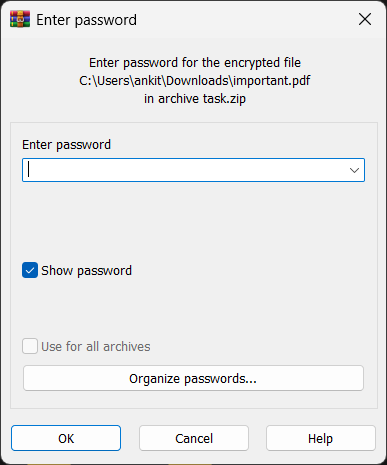 Enter password
Enter password for the encrypted file
C:\Users\ankit\Downloads\important.pdf
in archive task.zip
Enter password
Show password
Use for all archives
Organize passwords...
OK Cancel Help